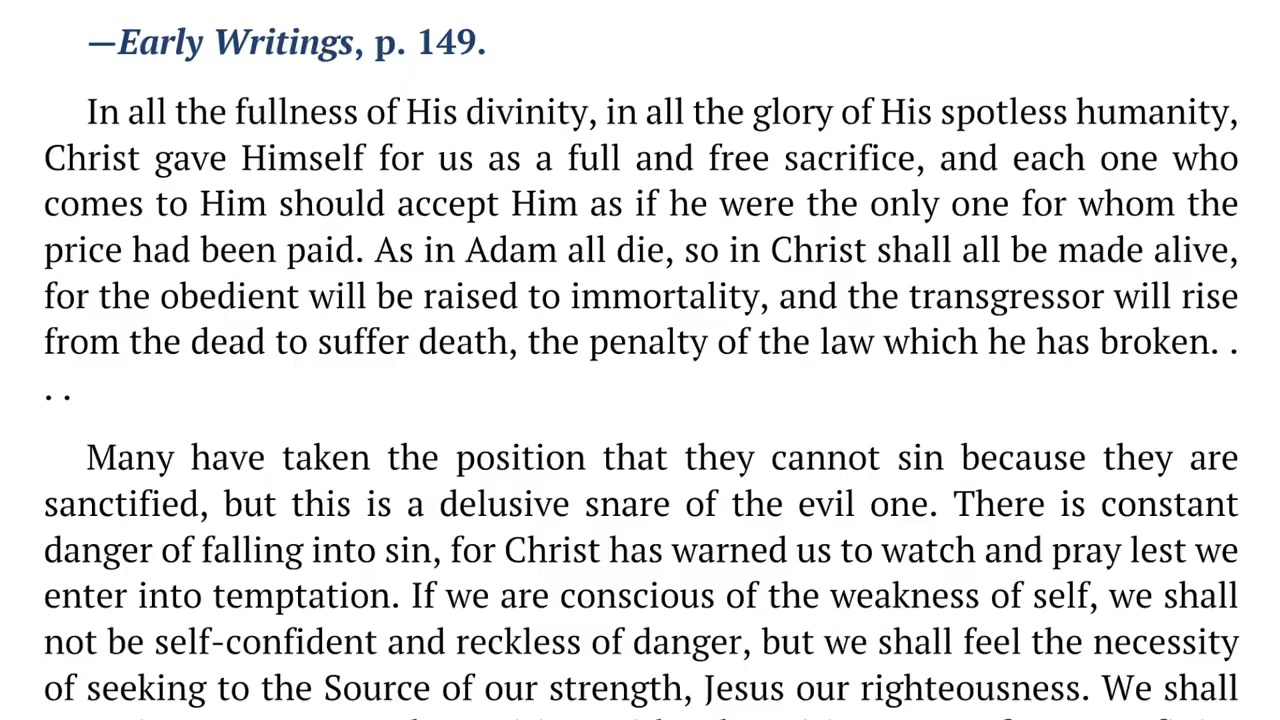 —Early Writings, p. 149.
In all the fullness of His divinity, in all the glory of His spotless humanity,
Christ gave Himself for us as a full and free sacrifice, and each one who
comes to Him should accept Him as if he were the only one for whom the
price had been paid. As in Adam all die, so in Christ shall all be made alive,
for the obedient will be raised to immortality, and the transgressor will rise
from the dead to suffer death, the penalty of the law which he has broken. .
. .
Many have taken the position that they cannot sin because they are
sanctified, but this is a delusive snare of the evil one. There is constant
danger of falling into sin, for Christ has warned us to watch and pray lest we
enter into temptation. If we are conscious of the weakness of self, we shall
not be self-confident and reckless of danger, but we shall feel the necessity
of seeking to the Source of our strength, Jesus our righteousness. We shall